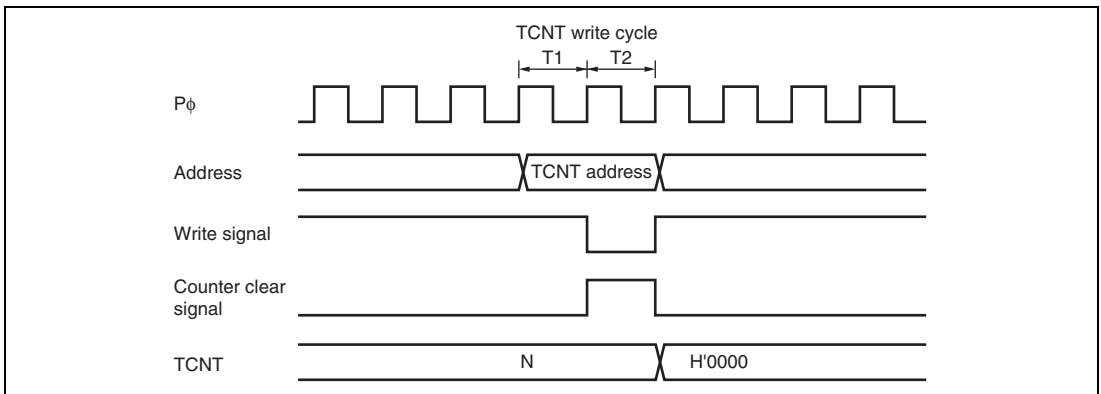 TCNT write cycle
T1 T2
Pϕ
Address
TCNT address
Write signal
Counter clear
signal
TCNT
N
H'0000